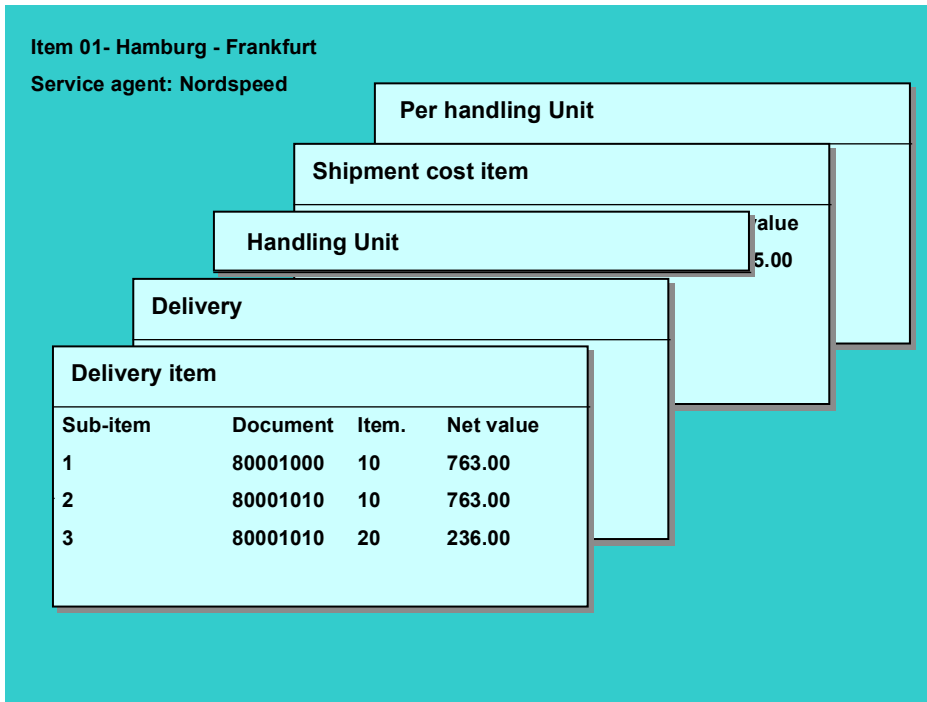 Item 01- Hamburg - Frankfurt
Service agent: Nordspeed
Per handling Unit
Shipment cost item
Handling Unit
Delivery
Delivery item
Sub-item Document Item. Net value
1 80001000 10 763.00
2 80001010 10 763.00
3 80001010 20 236.00